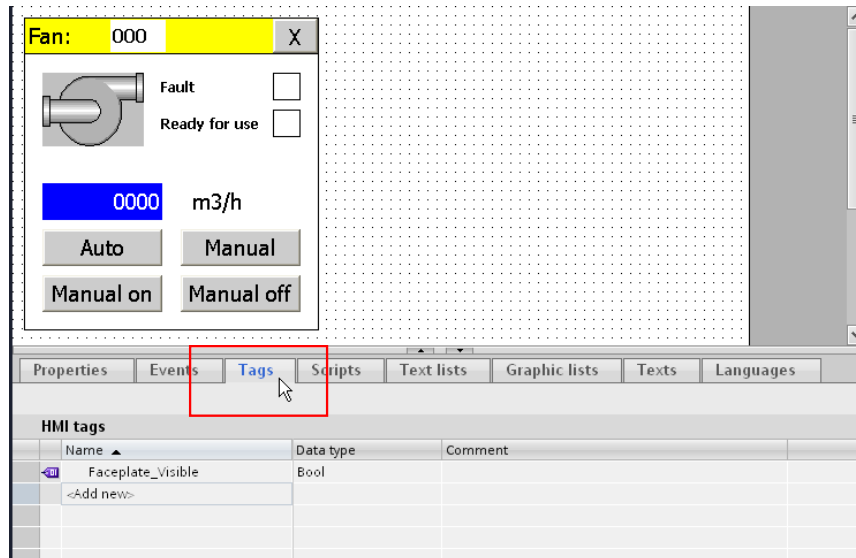 Fan: 000 X
Fault
Ready for use
0000 m3/h
Auto Manual
Manual on Manual off
Properties Events Tags Scripts Text lists Graphic lists Texts Languages
HMI tags
Name Data type Comment
Faceplate_Visible Bool
<Add new>